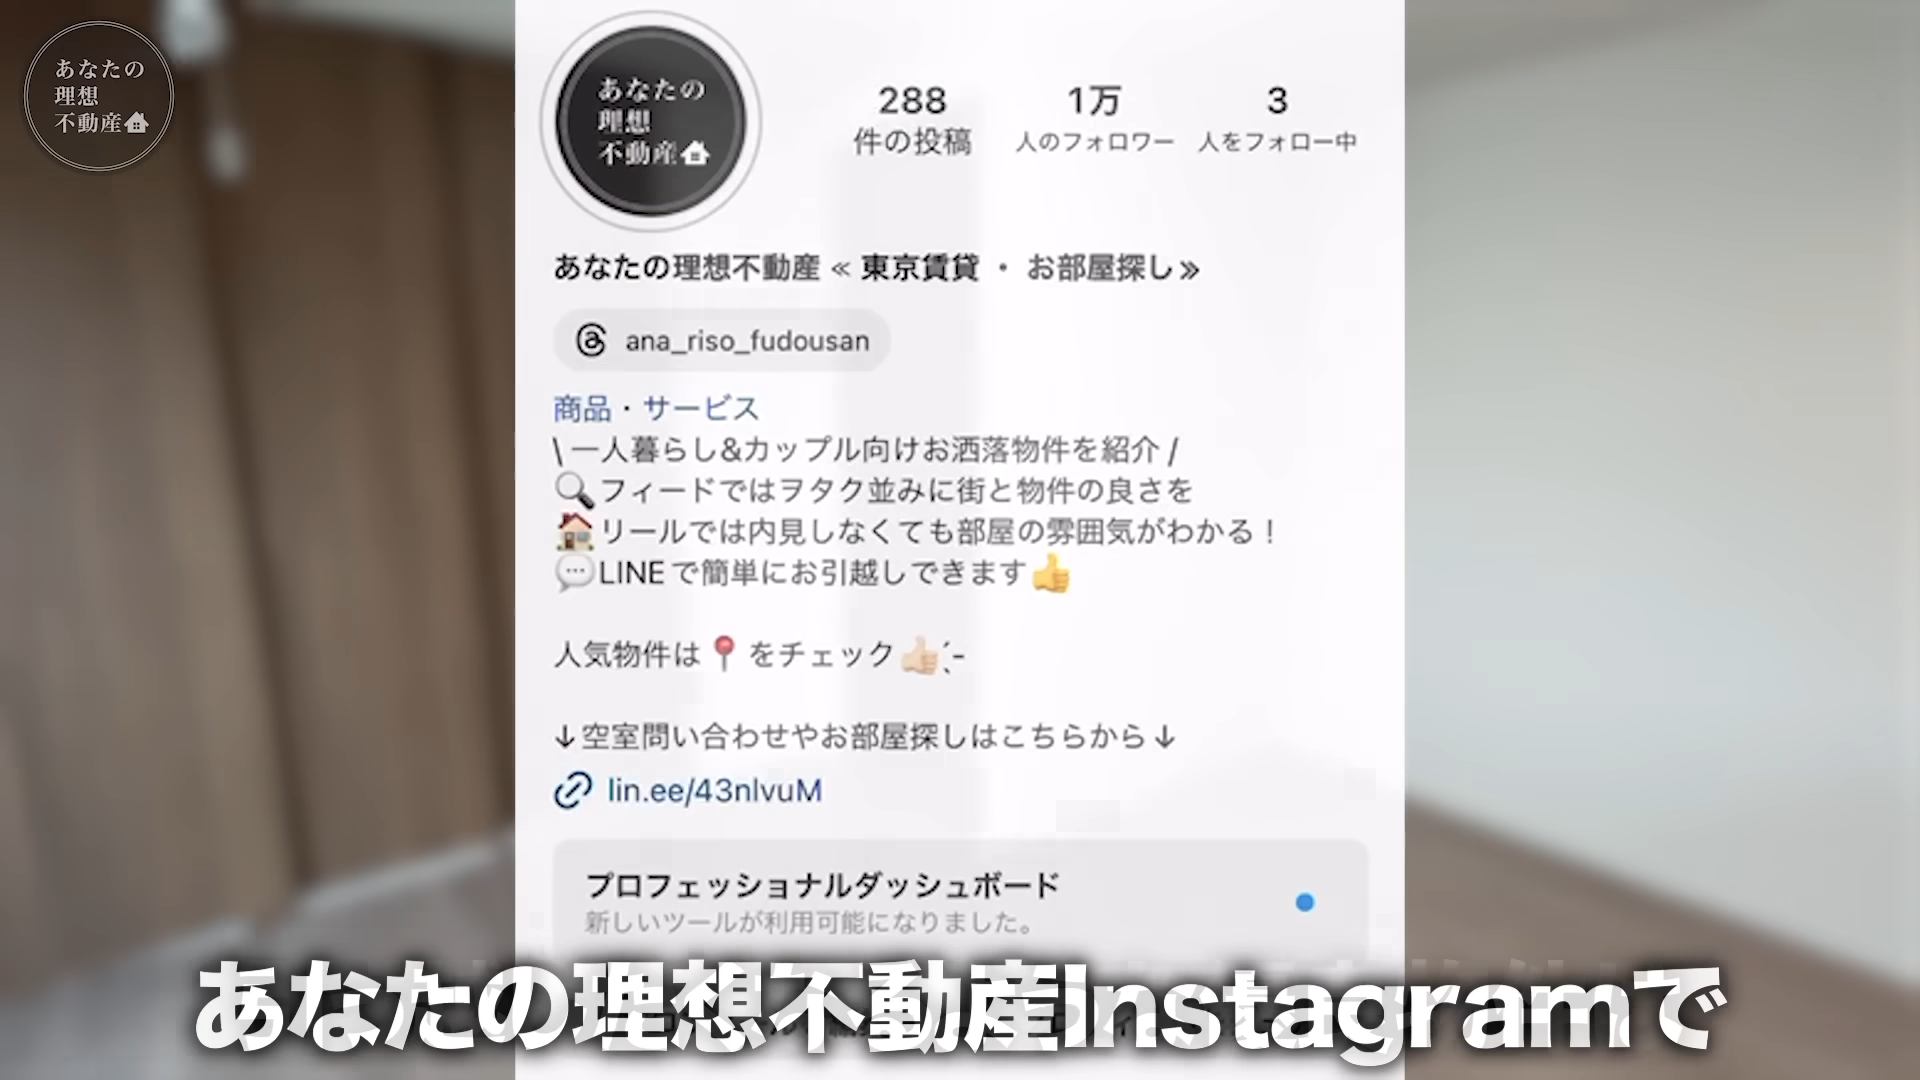 あなたの
理想
不動産
あなたの
理想
不動産
288
件の投稿
1万
人のフォロワー
3
人をフォロー中
あなたの理想不動産 ≪ 東京賃貸 ・ お部屋探し≫
ana_riso_fudousan
商品・サービス
\ 一人暮らし&カップル向けお洒落物件を紹介 /
🔍フィードではヲタク並みに街と物件の良さを
🏠リールでは内見しなくても部屋の雰囲気がわかる！
💬LINEで簡単にお引越しできます👍
人気物件は📍をチェック👍🏻 ̖́-
↓空室問い合わせやお部屋探しはこちらから↓
lin.ee/43nlvuM
プロフェッショナルダッシュボード
新しいツールが利用可能になりました。
あなたの理想不動産Instagramで